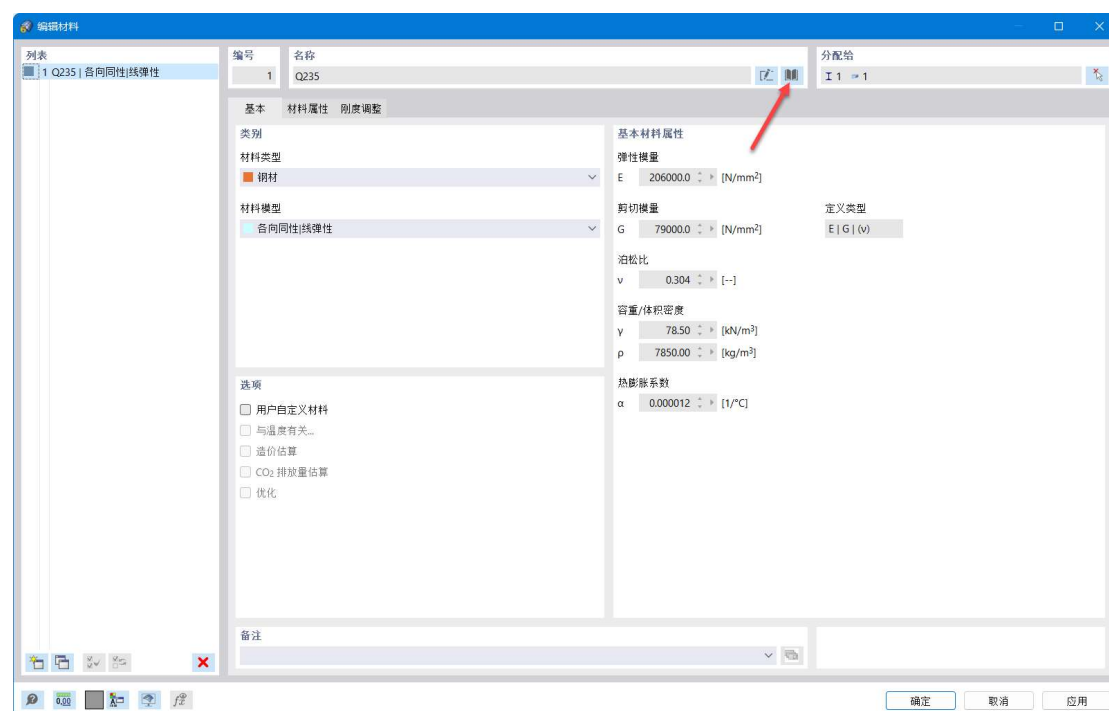 编辑材料
列表
1 Q235 | 各向同性|线弹性
编号
1
名称
Q235
分配给
1 1
基本 材料属性 刚度调整
类别
材料类型
钢材
材料模型
各向同性|线弹性
基本材料属性
弹性模量
E 206000.0 [N/mm²]
剪切模量
G 79000.0 [N/mm²]
定义类型
E | G | (ν)
泊松比
ν 0.304 [--]
容重/体积密度
γ 78.50 [kN/m³]
ρ 7850.00 [kg/m³]
热膨胀系数
α 0.000012 [1/°C]
选项
用户自定义材料
与温度有关...
造价估算
CO₂ 排放量估算
优化
备注
0,00
确定 取消 应用